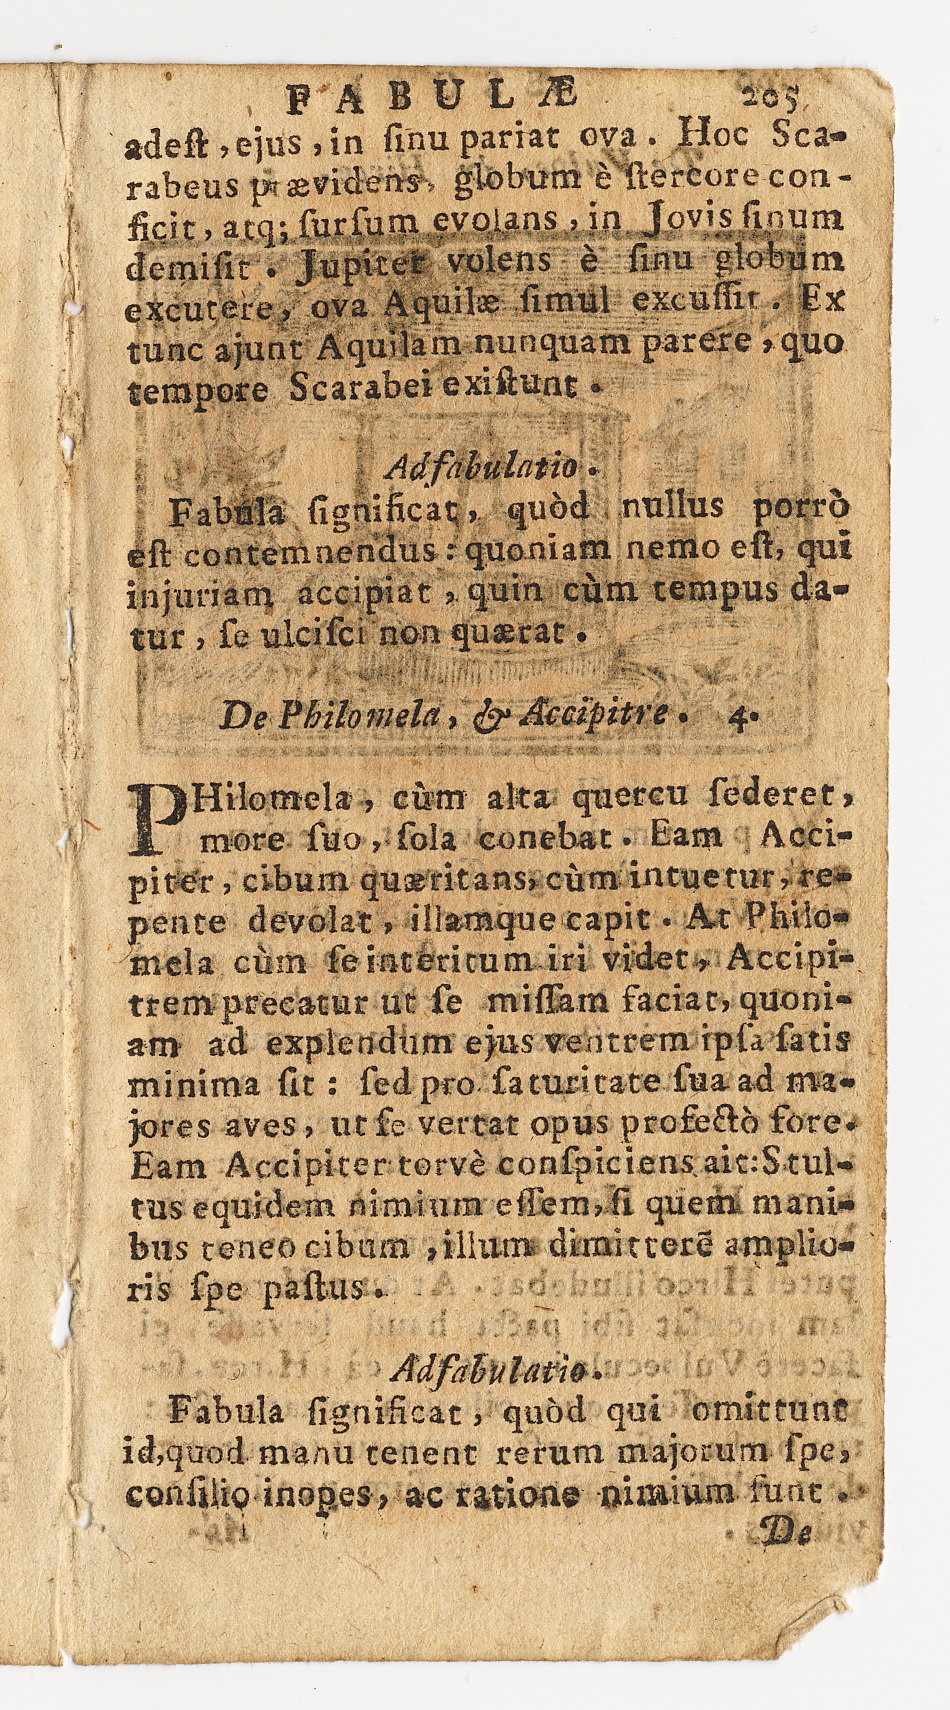 FABULÆ 205
adeſt, ejus, in ſinu pariat ova. Hoc Sca-
rabeus prævidens, globum è ſtercore con-
ficit, atq; ſurſum evolans, in Jovis ſinum
demiſit. Jupiter volens è ſinu globum
excutere, ova Aquilæ ſimul excuſſit. Ex
tunc ajunt Aquilam nunquam parere, quo
tempore Scarabei exiſtunt.
Adfabulatio.
Fabula ſignificat, quòd nullus porrò
eſt contemnendus: quoniam nemo eſt, qui
injuriam accipiat, quin cùm tempus da-
tur, ſe ulciſci non quærat.
De Philomela, & Accipitre. 4.
PHilomela, cùm alta quercu ſederet,
more ſuo, ſola conebat. Eam Acci-
piter, cibum quæritans, cùm intuetur, re-
pente devolat, illamque capit. At Philo-
mela cùm ſe interitum iri videt, Accipi-
trem precatur ut ſe miſſam faciat, quoni-
am ad explendum ejus ventrem ipſa ſatis
minima ſit: ſed pro ſaturitate ſua ad ma-
jores aves, ut ſe vertat opus profectò fore.
Eam Accipiter torvè conſpiciens ait: Stul-
tus equidem nimium eſſem, ſi quem mani-
bus teneo cibum, illum dimitterẽ amplio-
ris ſpe paſtus.
Adfabulatio.
Fabula ſignificat, quòd qui omittunt
id, quod manu tenent rerum majorum ſpe,
conſilio inopes, ac ratione nimium ſunt.
De